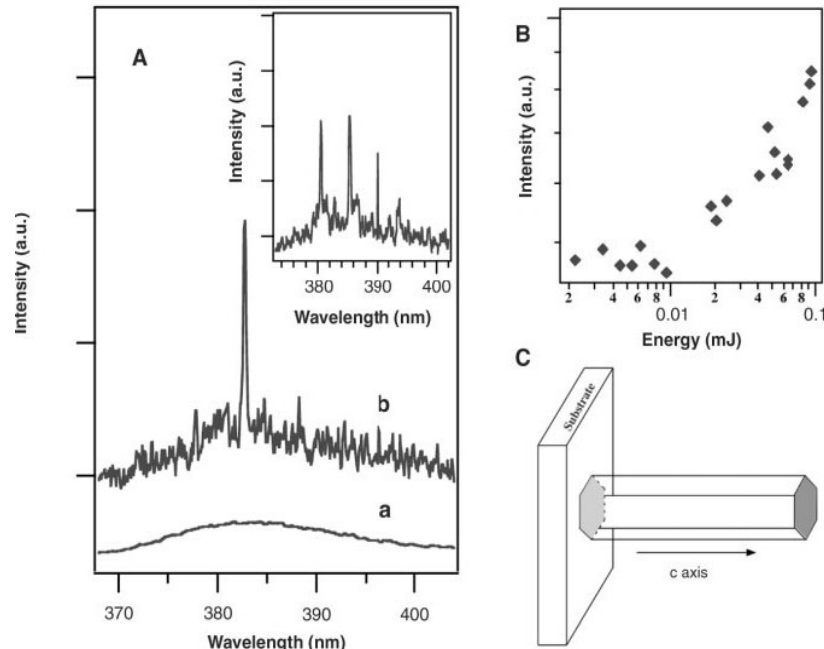 A
Intensity (a.u.)
b
a
370
380
390
400
Wavelength (nm)
Intensity (a.u.)
380
390
400
Wavelength (nm)
B
Intensity (a.u.)
2 4 6 8 2 4 6 8
0.01 0.1
Energy (mJ)
C
Substrate
c axis